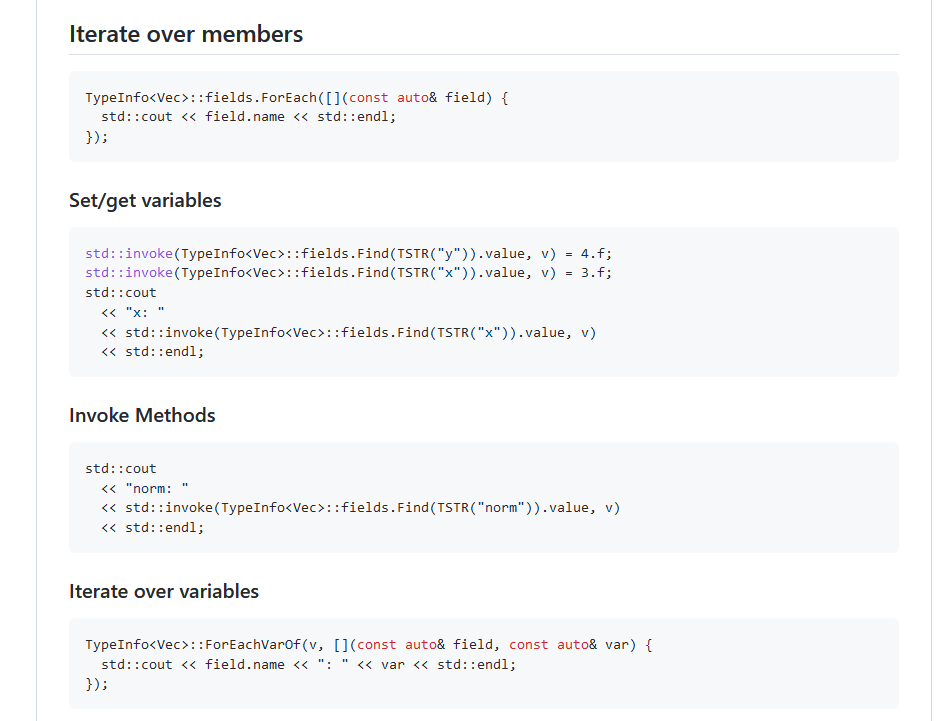 Iterate over members
TypeInfo<Vec>::fields.ForEach([](const auto& field) {
  std::cout << field.name << std::endl;
});
Set/get variables
std::invoke(TypeInfo<Vec>::fields.Find(TSTR("y")).value, v) = 4.f;
std::invoke(TypeInfo<Vec>::fields.Find(TSTR("x")).value, v) = 3.f;
std::cout
  << "x: "
  << std::invoke(TypeInfo<Vec>::fields.Find(TSTR("x")).value, v)
  << std::endl;
Invoke Methods
std::cout
  << "norm: "
  << std::invoke(TypeInfo<Vec>::fields.Find(TSTR("norm")).value, v)
  << std::endl;
Iterate over variables
TypeInfo<Vec>::ForEachVarOf(v, [](const auto& field, const auto& var) {
  std::cout << field.name << ": " << var << std::endl;
});